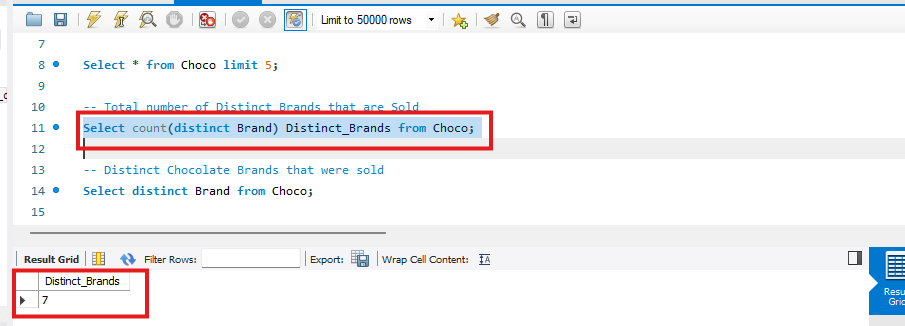 Limit to 50000 rows
7
8 Select * from Choco limit 5;
9
10 -- Total number of Distinct Brands that are Sold
11 Select count(distinct Brand) Distinct_Brands from Choco;
12
13 -- Distinct Chocolate Brands that were sold
14 Select distinct Brand from Choco;
15
Result Grid Filter Rows: Export: Wrap Cell Content: IA
Distinct_Brands
7